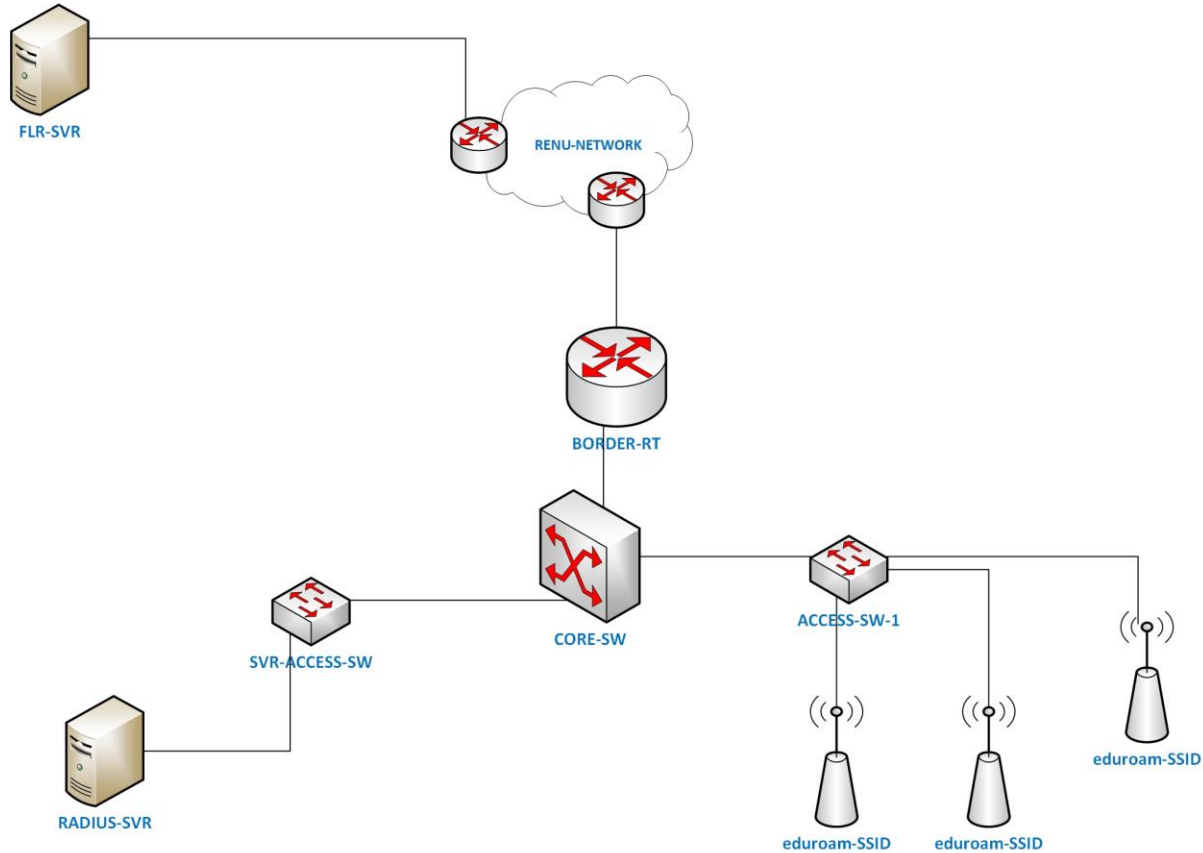 FLR-SVR
RENU-NETWORK
BORDER-RT
CORE-SW
ACCESS-SW-1
SVR-ACCESS-SW
RADIUS-SVR
eduroam-SSID
eduroam-SSID
eduroam-SSID